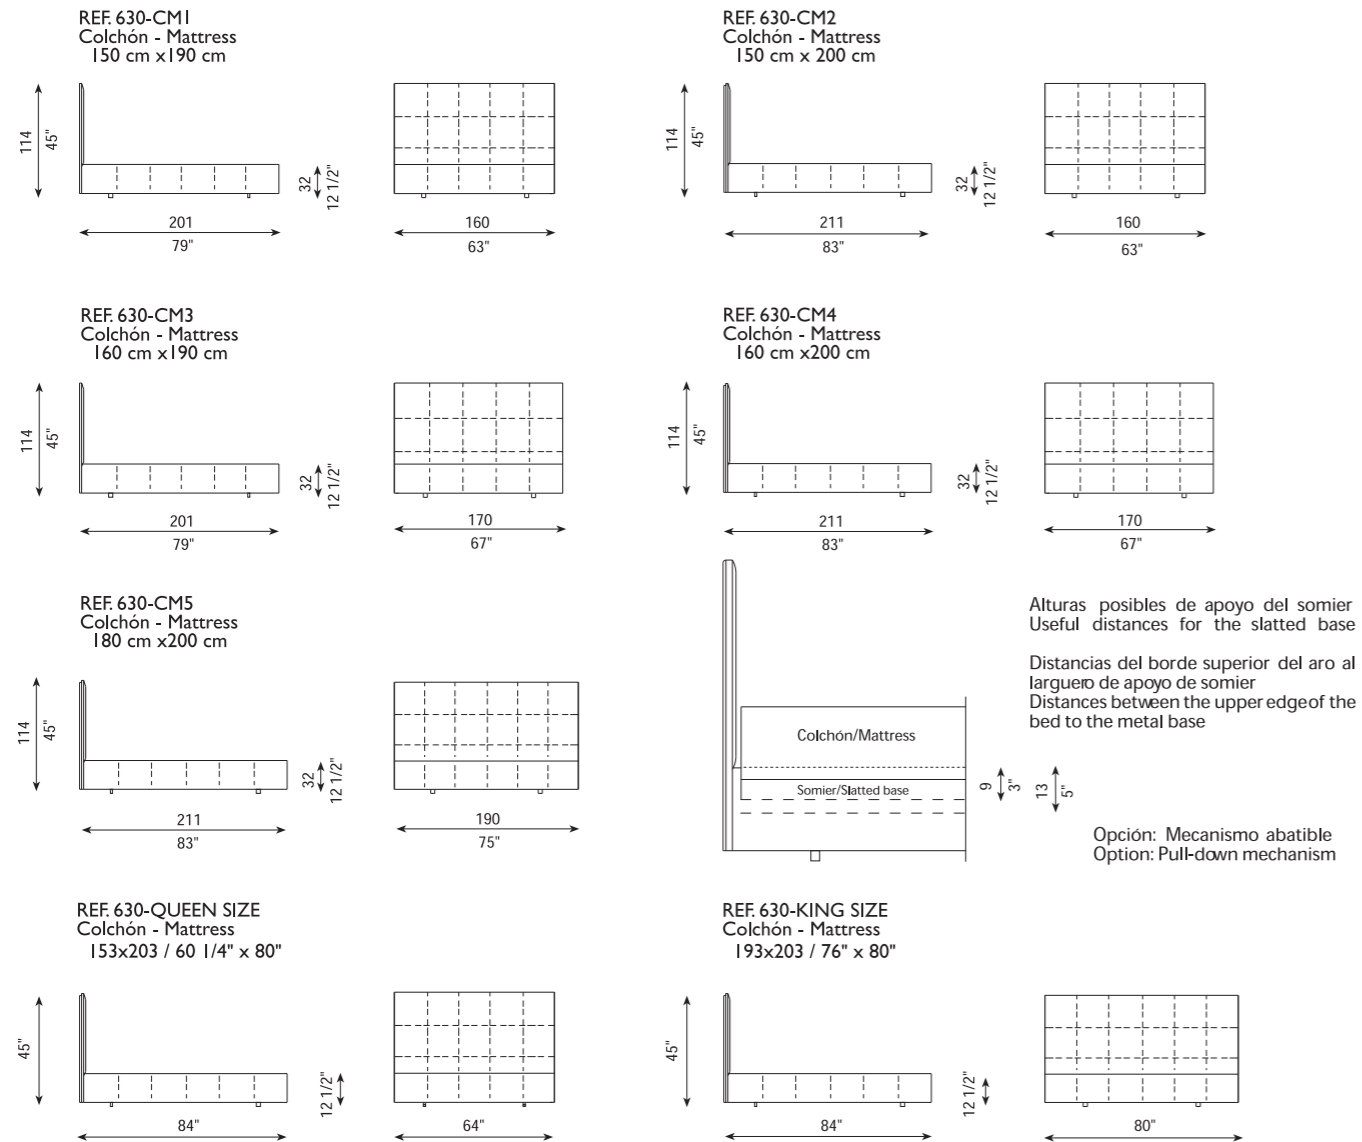 REF. 630-CM1
Colchón - Mattress
150 cm x190 cm
114
45"
32
12 1/2"
201
79"
160
63"
REF. 630-CM2
Colchón - Mattress
150 cm x 200 cm
114
45"
32
12 1/2"
211
83"
160
63"
REF. 630-CM3
Colchón - Mattress
160 cm x190 cm
114
45"
32
12 1/2"
201
79"
170
67"
REF. 630-CM4
Colchón - Mattress
160 cm x200 cm
114
45"
32
12 1/2"
211
83"
170
67"
REF. 630-CM5
Colchón - Mattress
180 cm x200 cm
114
45"
32
12 1/2"
211
83"
190
75"
Colchón/Mattress
Somier/Slatted base
9
3"
13
5"
Alturas posibles de apoyo del somier
Useful distances for the slatted base
Distancias del borde superior del aro al
larguero de apoyo de somier
Distances between the upper edge of the
bed to the metal base
Opción: Mecanismo abatible
Option: Pull-down mechanism
REF. 630-QUEEN SIZE
Colchón - Mattress
153x203 / 60 1/4" x 80"
45"
12 1/2"
84"
64"
REF. 630-KING SIZE
Colchón - Mattress
193x203 / 76" x 80"
45"
12 1/2"
84"
80"